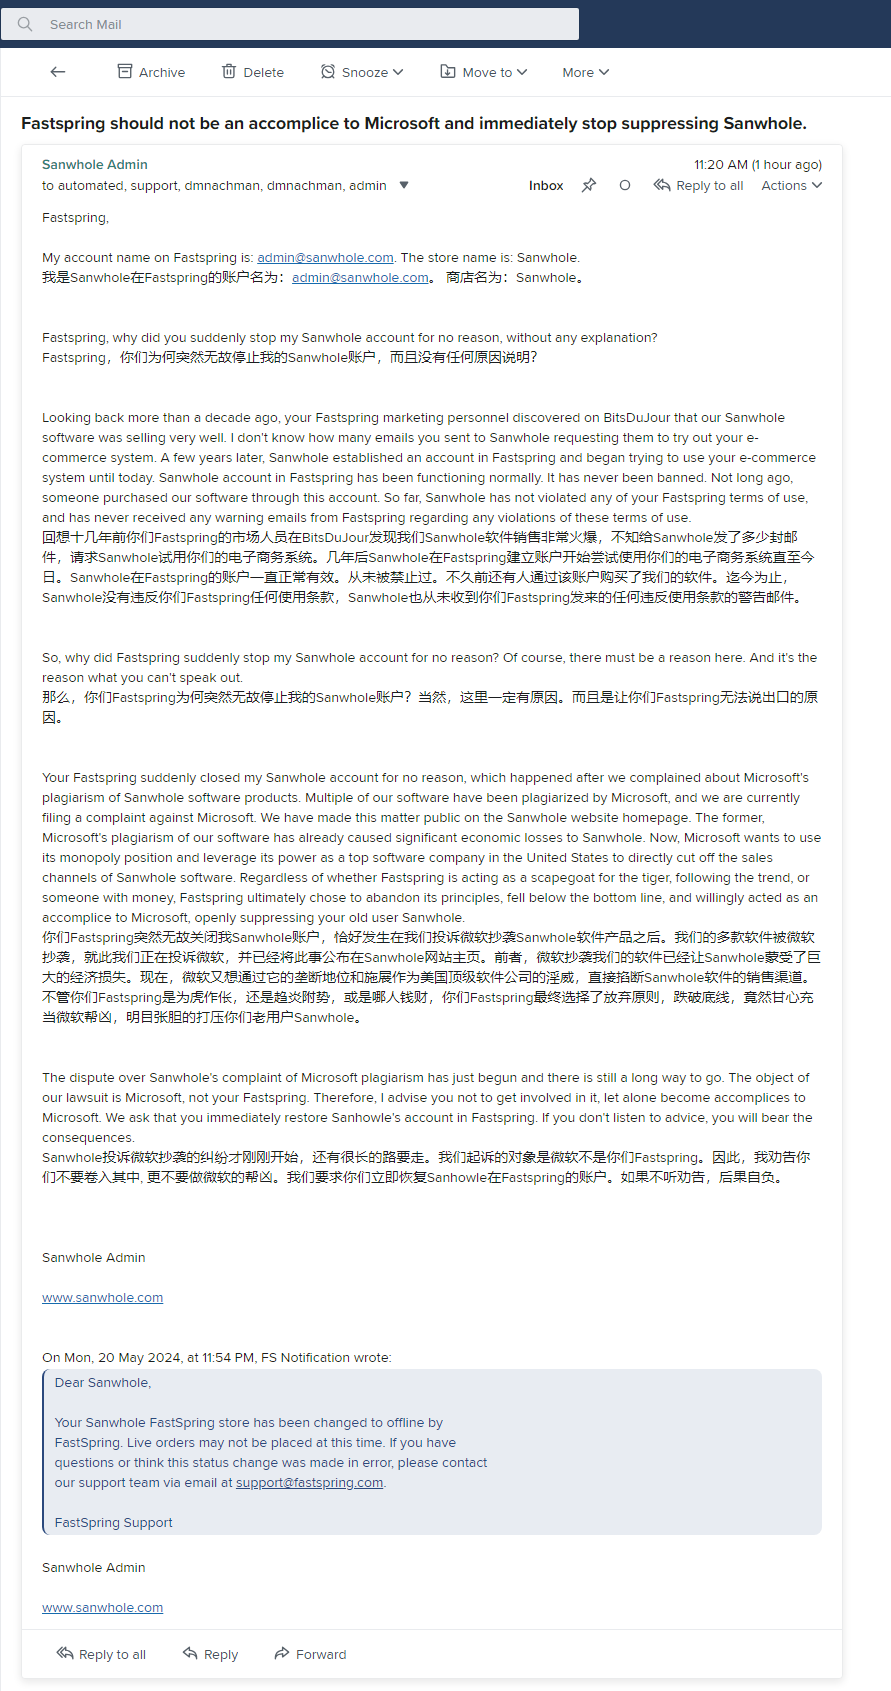 Search Mail
Archive
Delete
Snooze
Move to
More
Fastspring should not be an accomplice to Microsoft and immediately stop suppressing Sanwhole.
Sanwhole Admin
11:20 AM (1 hour ago)
to automated, support, dmnachman, dmnachman, admin
Inbox
Reply to all
Actions
Fastspring,
My account name on Fastspring is: admin@sanwhole.com. The store name is: Sanwhole.
我是Sanwhole在Fastspring的账户名为：admin@sanwhole.com。 商店名为：Sanwhole。
Fastspring, why did you suddenly stop my Sanwhole account for no reason, without any explanation?
Fastspring，你们为何突然无故停止我的Sanwhole账户，而且没有任何原因说明？
Looking back more than a decade ago, your Fastspring marketing personnel discovered on BitsDuJour that our Sanwhole
software was selling very well. I don't know how many emails you sent to Sanwhole requesting them to try out your e-
commerce system. A few years later, Sanwhole established an account in Fastspring and began trying to use your e-commerce
system until today. Sanwhole account in Fastspring has been functioning normally. It has never been banned. Not long ago,
someone purchased our software through this account. So far, Sanwhole has not violated any of your Fastspring terms of use,
and has never received any warning emails from Fastspring regarding any violations of these terms of use.
回想十几年前你们Fastspring的市场人员在BitsDuJour发现我们Sanwhole软件销售非常火爆，不知给Sanwhole发了多少封邮
件，请求Sanwhole试用你们的电子商务系统。几年后Sanwhole在Fastspring建立账户开始尝试使用你们的电子商务系统直至今
日。Sanwhole在Fastspring的账户一直正常有效。从未被禁止过。不久前还有人通过该账户购买了我们的软件。迄今为止，
Sanwhole没有违反你们Fastspring任何使用条款，Sanwhole也从未收到你们Fastspring发来的任何违反使用条款的警告邮件。
So, why did Fastspring suddenly stop my Sanwhole account for no reason? Of course, there must be a reason here. And it's the
reason what you can't speak out.
那么，你们Fastspring为何突然无故停止我的Sanwhole账户？当然，这里一定有原因。而且是让你们Fastspring无法说出口的原
因。
Your Fastspring suddenly closed my Sanwhole account for no reason, which happened after we complained about Microsoft's
plagiarism of Sanwhole software products. Multiple of our software have been plagiarized by Microsoft, and we are currently
filing a complaint against Microsoft. We have made this matter public on the Sanwhole website homepage. The former,
Microsoft's plagiarism of our software has already caused significant economic losses to Sanwhole. Now, Microsoft wants to use
its monopoly position and leverage its power as a top software company in the United States to directly cut off the sales
channels of Sanwhole software. Regardless of whether Fastspring is acting as a scapegoat for the tiger, following the trend, or
someone with money, Fastspring ultimately chose to abandon its principles, fell below the bottom line, and willingly acted as an
accomplice to Microsoft, openly suppressing your old user Sanwhole.
你们Fastspring突然无故关闭我Sanwhole账户，恰好发生在我们投诉微软抄袭Sanwhole软件产品之后。我们的多款软件被微软
抄袭，就此我们正在投诉微软，并已经将此事公布在Sanwhole网站主页。前者，微软抄袭我们的软件已经让Sanwhole蒙受了巨
大的经济损失。现在，微软又想通过它的垄断地位和施展作为美国顶级软件公司的淫威，直接掐断Sanwhole软件的销售渠道。
不管你们Fastspring是为虎作伥，还是趋炎附势，或是哪人钱财，你们Fastspring最终选择了放弃原则，跌破底线，竟然甘心充
当微软帮凶，明目张胆的打压你们老用户Sanwhole。
The dispute over Sanwhole's complaint of Microsoft plagiarism has just begun and there is still a long way to go. The object of
our lawsuit is Microsoft, not your Fastspring. Therefore, I advise you not to get involved in it, let alone become accomplices to
Microsoft. We ask that you immediately restore Sanhowle's account in Fastspring. If you don't listen to advice, you will bear the
consequences.
Sanwhole投诉微软抄袭的纠纷才刚刚开始，还有很长的路要走。我们起诉的对象是微软不是你们Fastspring。因此，我劝告你
们不要卷入其中, 更不要做微软的帮凶。我们要求你们立即恢复Sanhowle在Fastspring的账户。如果不听劝告，后果自负。
Sanwhole Admin
www.sanwhole.com
On Mon, 20 May 2024, at 11:54 PM, FS Notification wrote:
Dear Sanwhole,
Your Sanwhole FastSpring store has been changed to offline by
FastSpring. Live orders may not be placed at this time. If you have
questions or think this status change was made in error, please contact
our support team via email at support@fastspring.com.
FastSpring Support
Sanwhole Admin
www.sanwhole.com
Reply to all
Reply
Forward